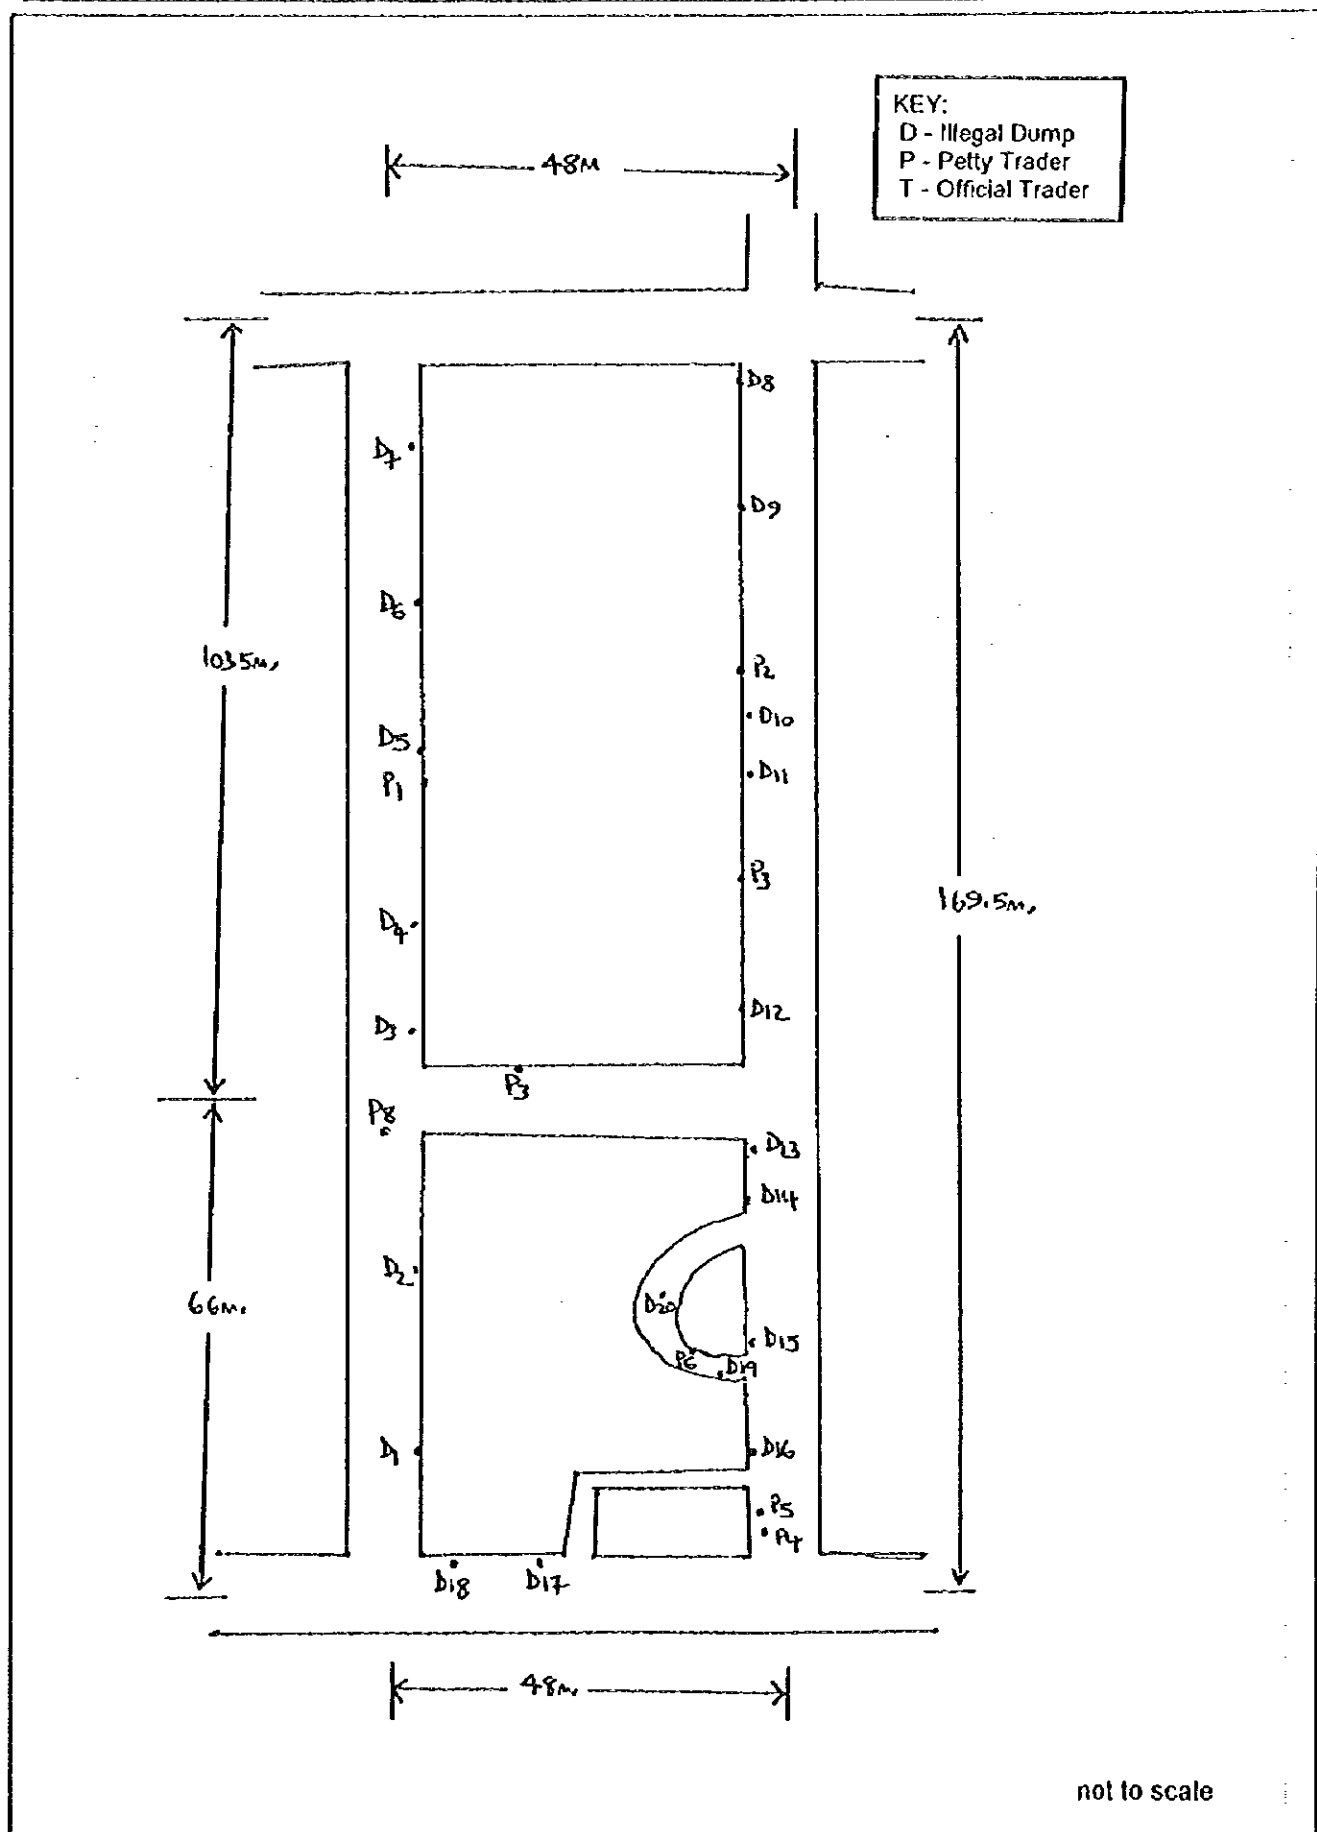 KEY:
D - Illegal Dump
P - Petty Trader
T - Official Trader
48M
D8
D7
D9
D6
103.5M.
P2
D10
D5
D11
P1
P3
169.5M.
D4
D12
D3
P3
P8
D23
D14
D2
66M.
D20
D15
P6
D19
D1
D16
P5
P4
D18
D17
48M.
not to scale